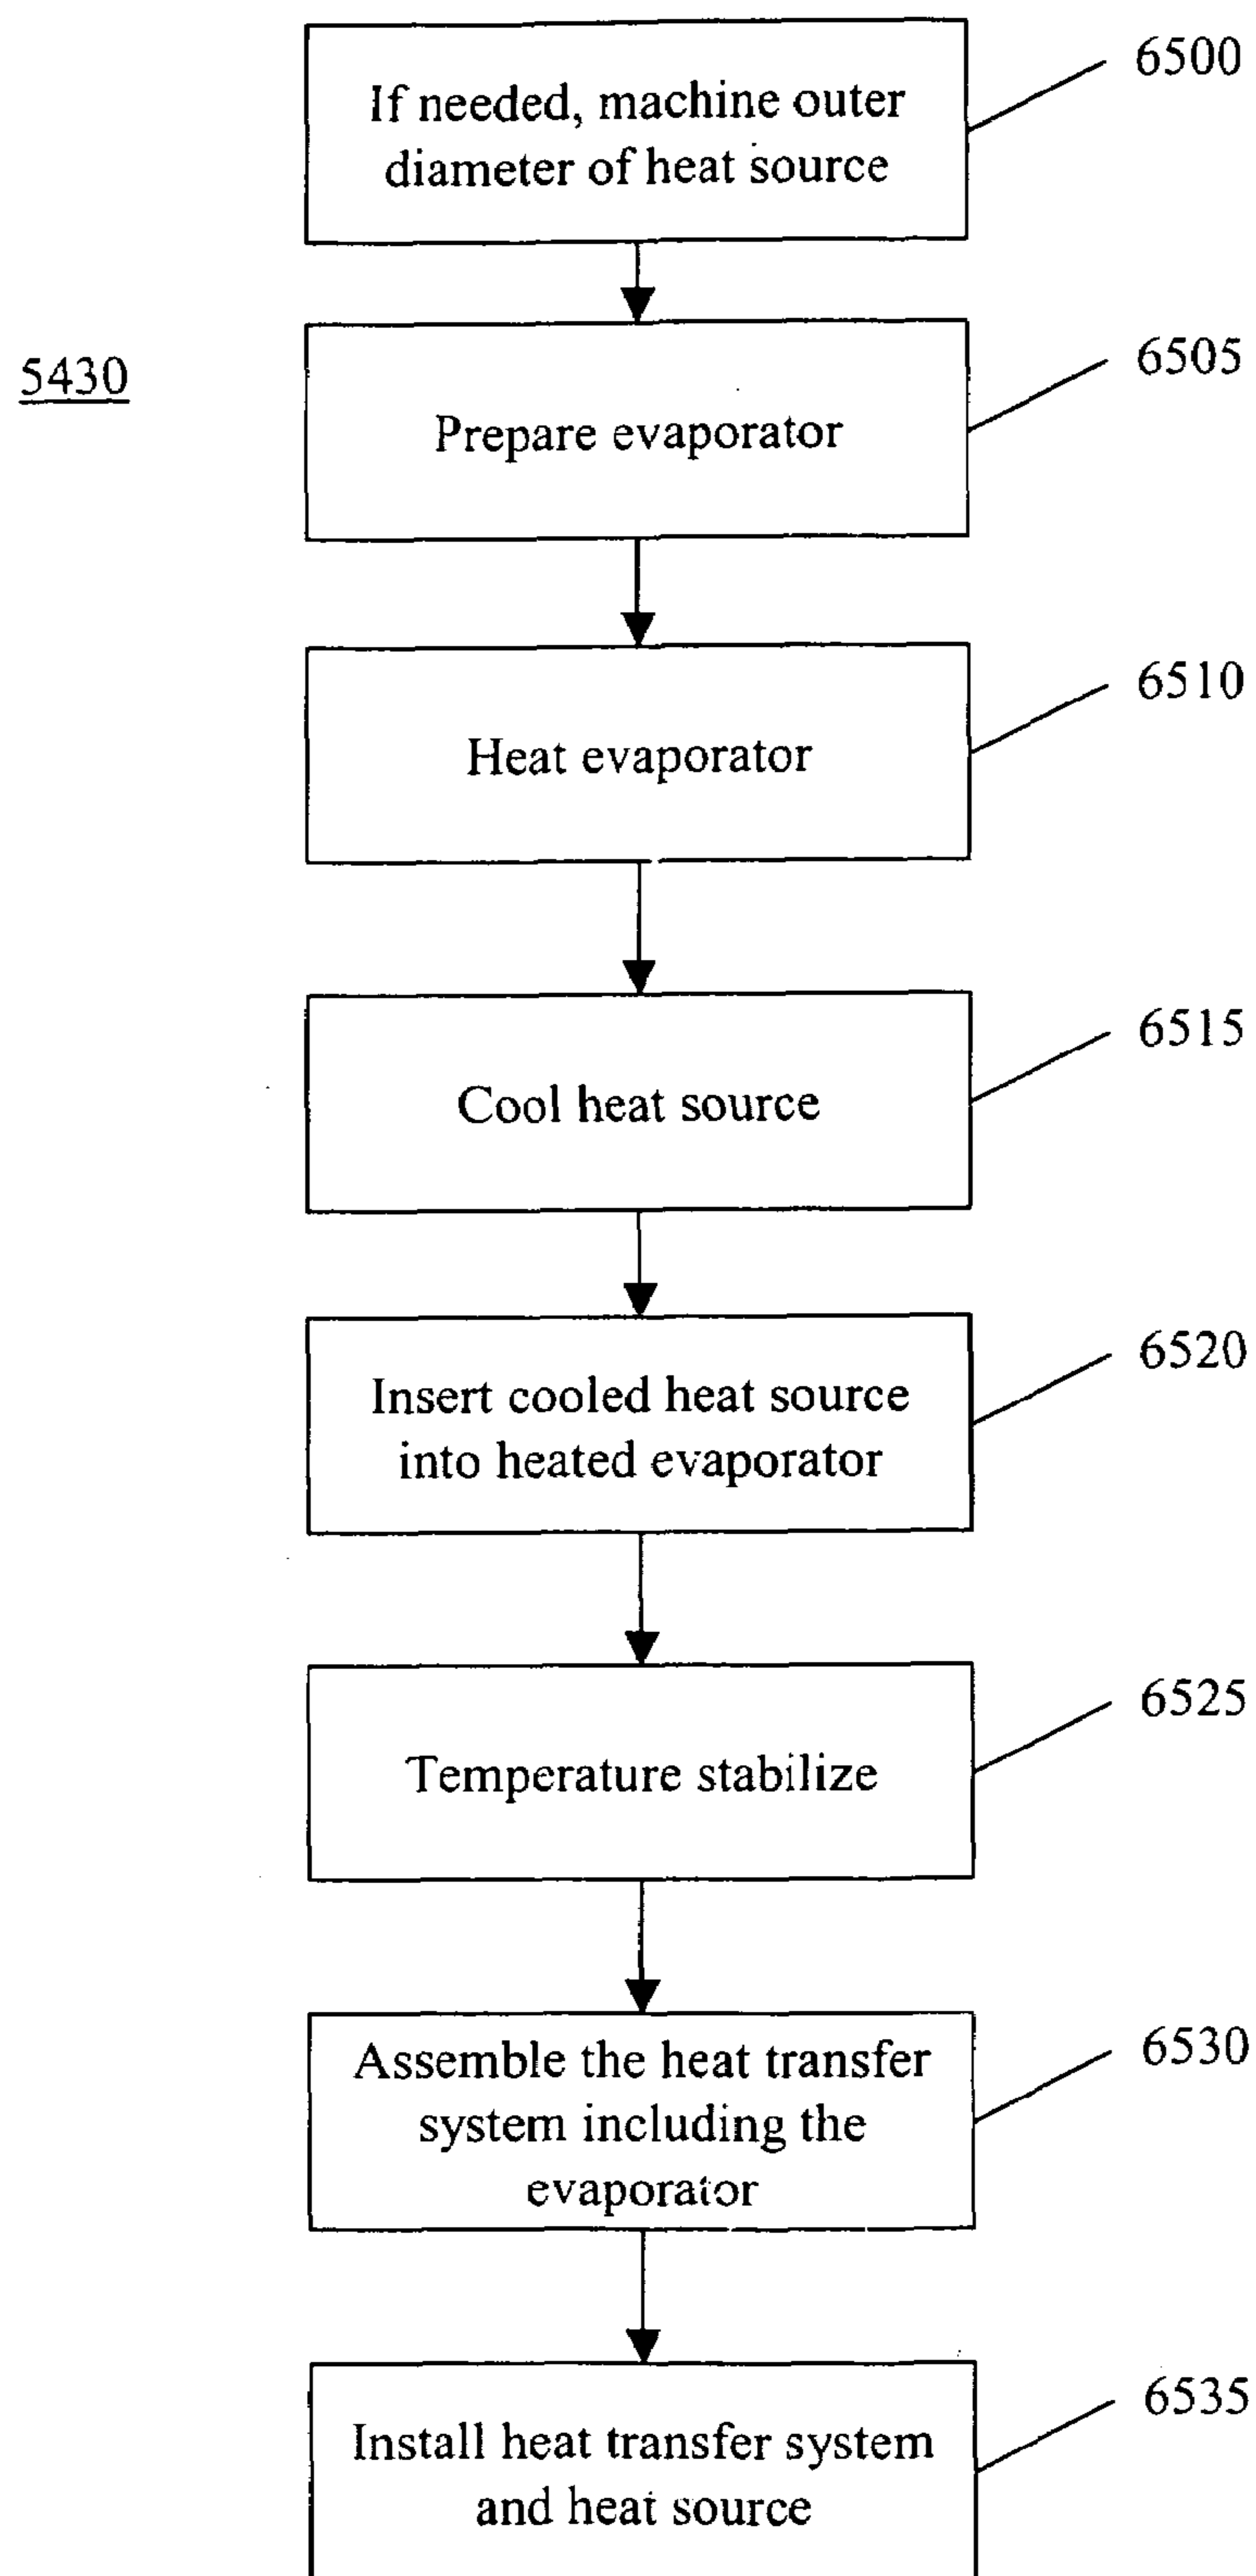 If needed, machine outer
diameter of heat source
6500
5430
Prepare evaporator
6505
Heat evaporator
6510
Cool heat source
6515
Insert cooled heat source
into heated evaporator
6520
Temperature stabilize
6525
Assemble the heat transfer
system including the
evaporator
6530
Install heat transfer system
and heat source
6535